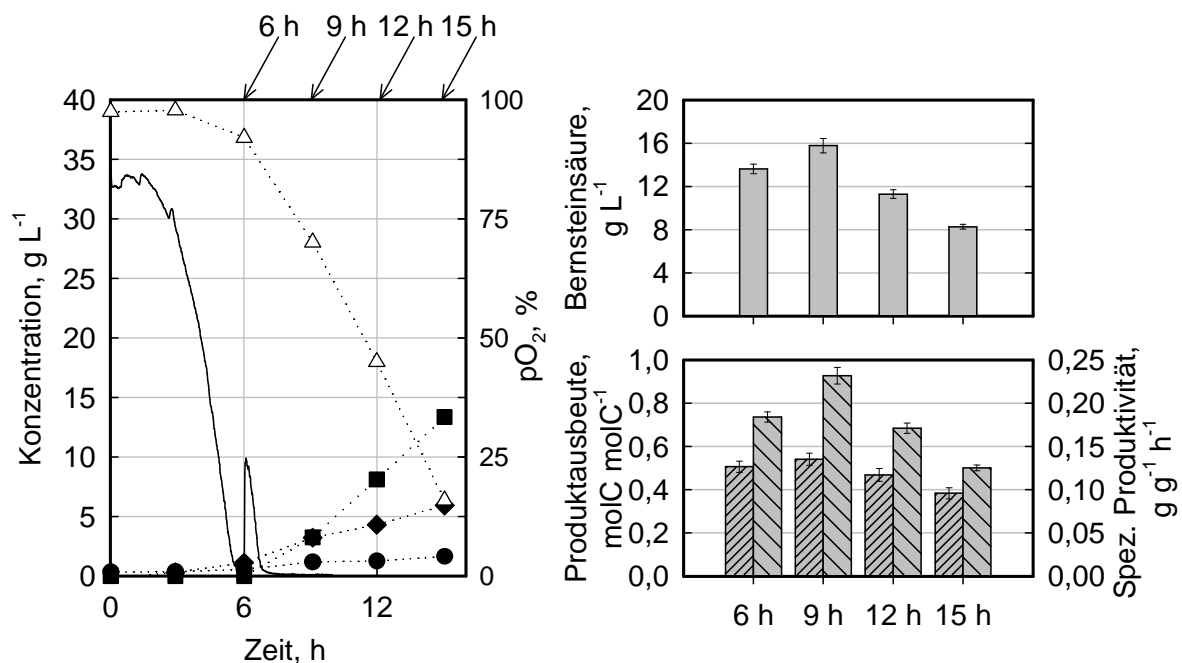 6 h 9 h 12 h 15 h
40
35
30
25
20
15
10
5
0
Konzentration, g L⁻¹
100
75
50
25
0
pO₂, %
0 6 12
Zeit, h
20
16
12
8
4
0
Bernsteinsäure,
g L⁻¹
1,0
0,8
0,6
0,4
0,2
0,0
Produktausbeute,
molC molC⁻¹
0,25
0,20
0,15
0,10
0,05
0,00
Spez. Produktivität,
g g⁻¹ h⁻¹
6 h 9 h 12 h 15 h